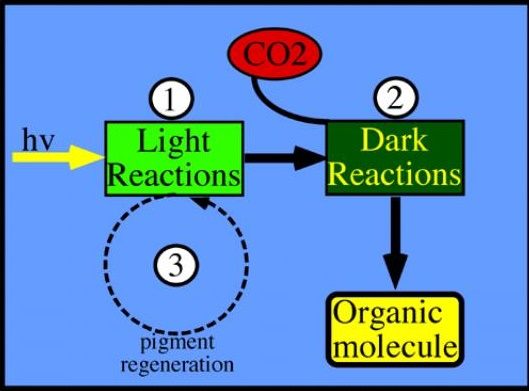 CO2
1
2
hv
Light
Reactions
Dark
Reactions
3
pigment
regeneration
Organic
molecule